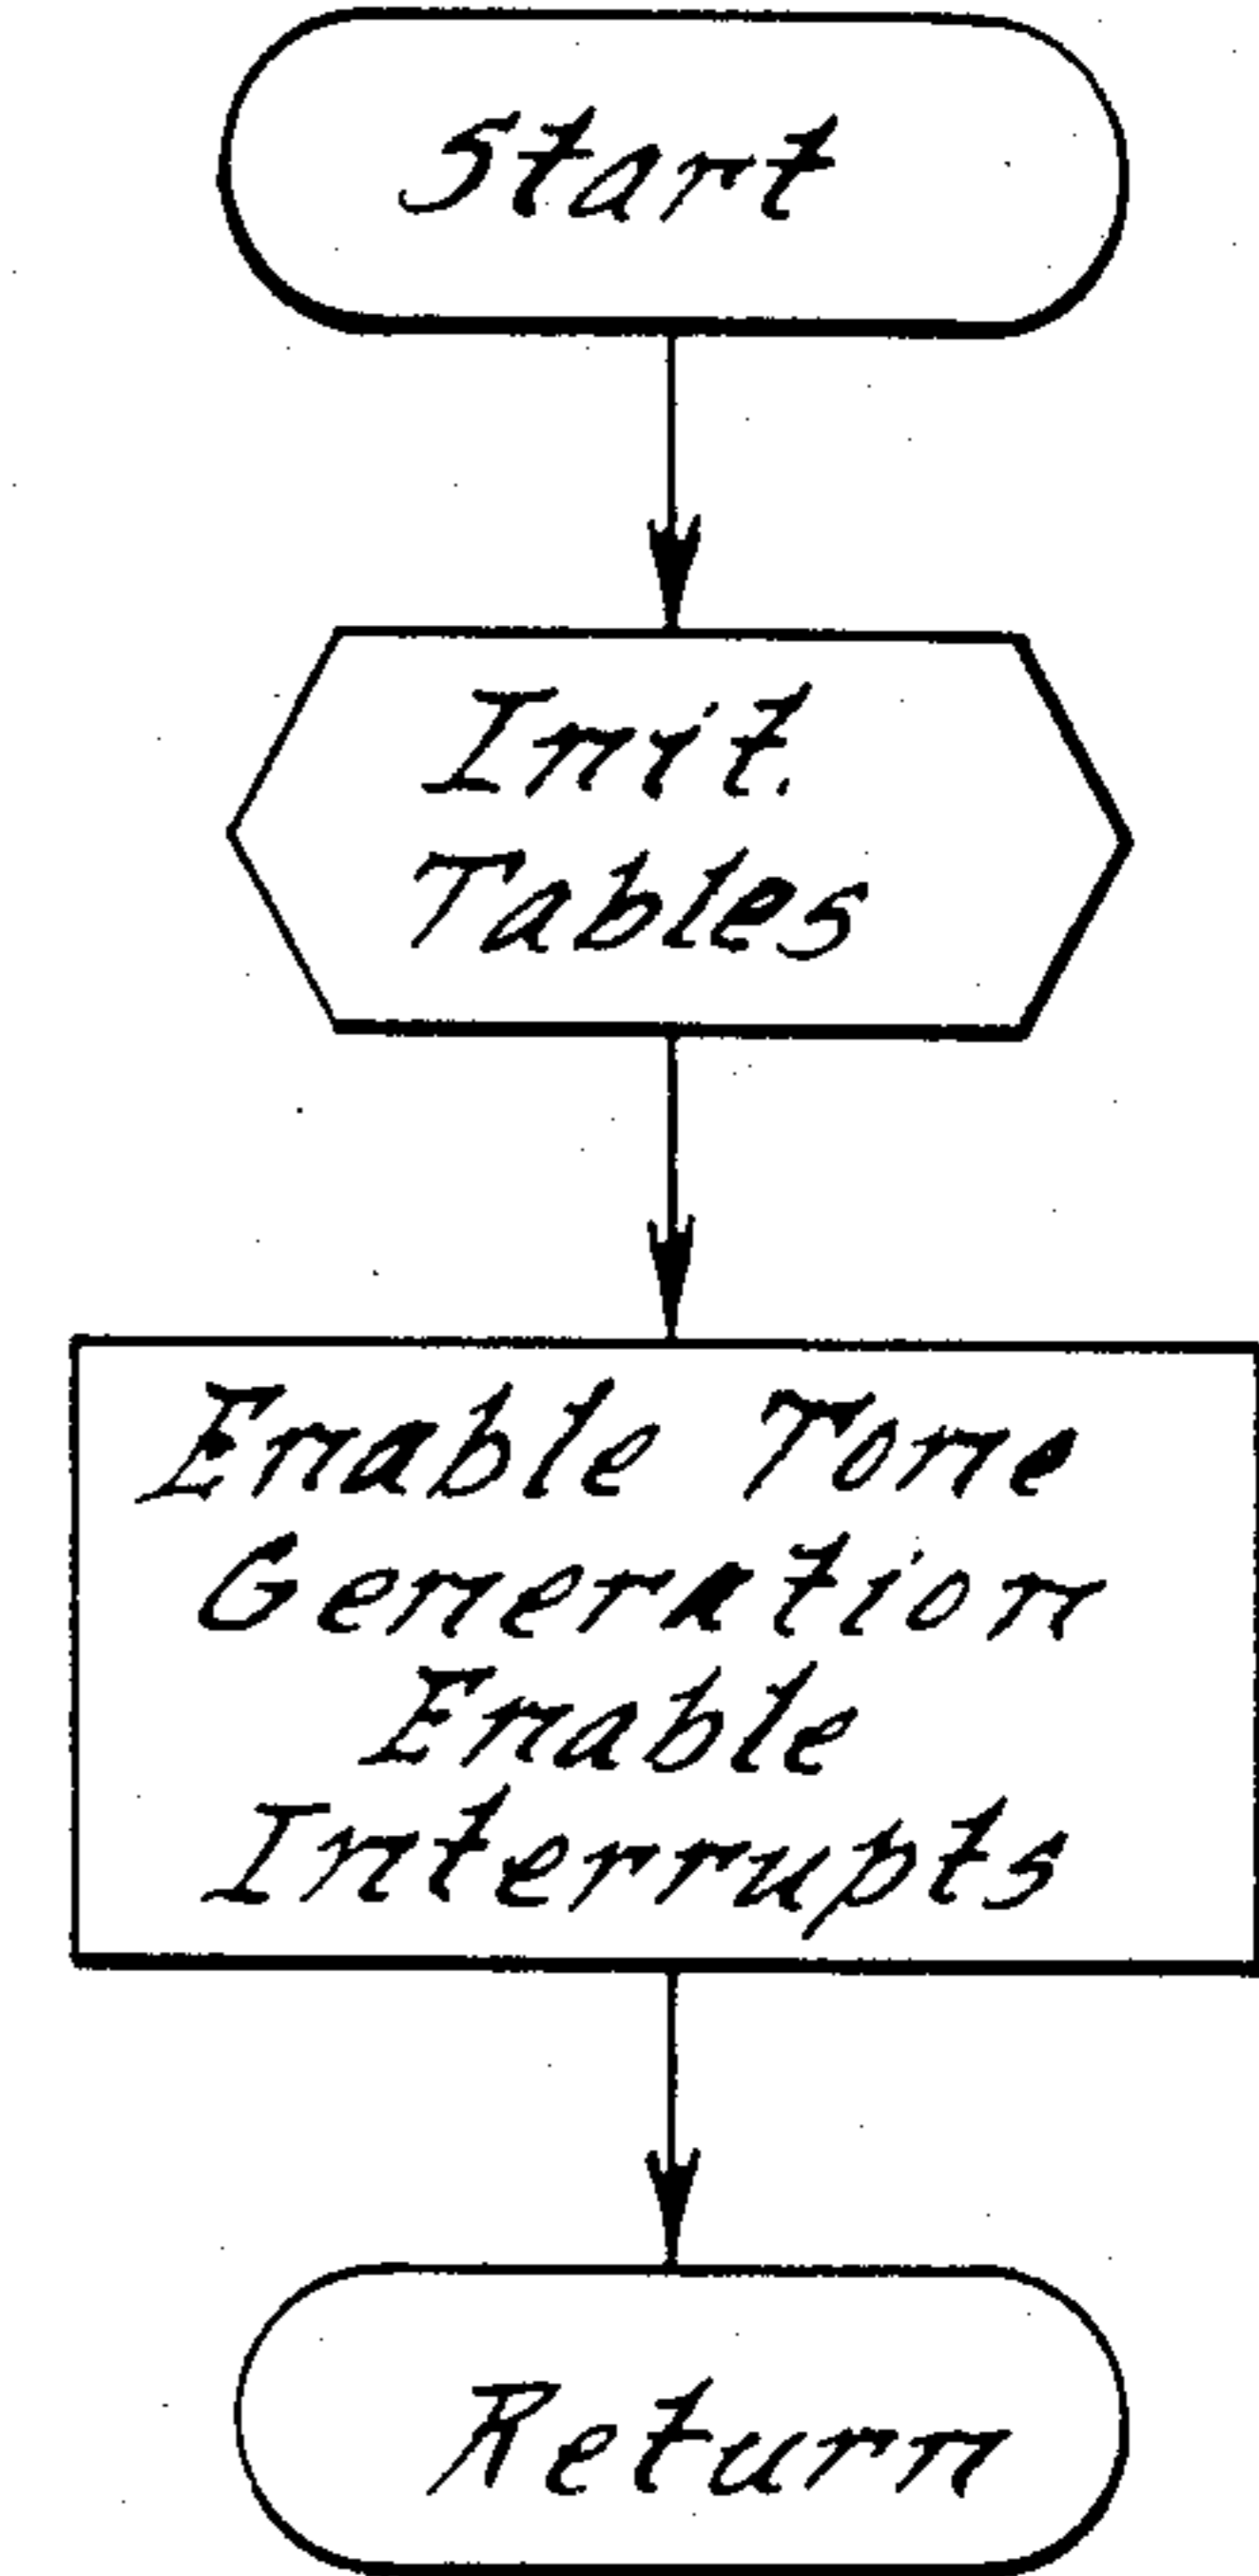 Start
Init.
Tables
Enable Tone
Generation
Enable
Interrupts
Return